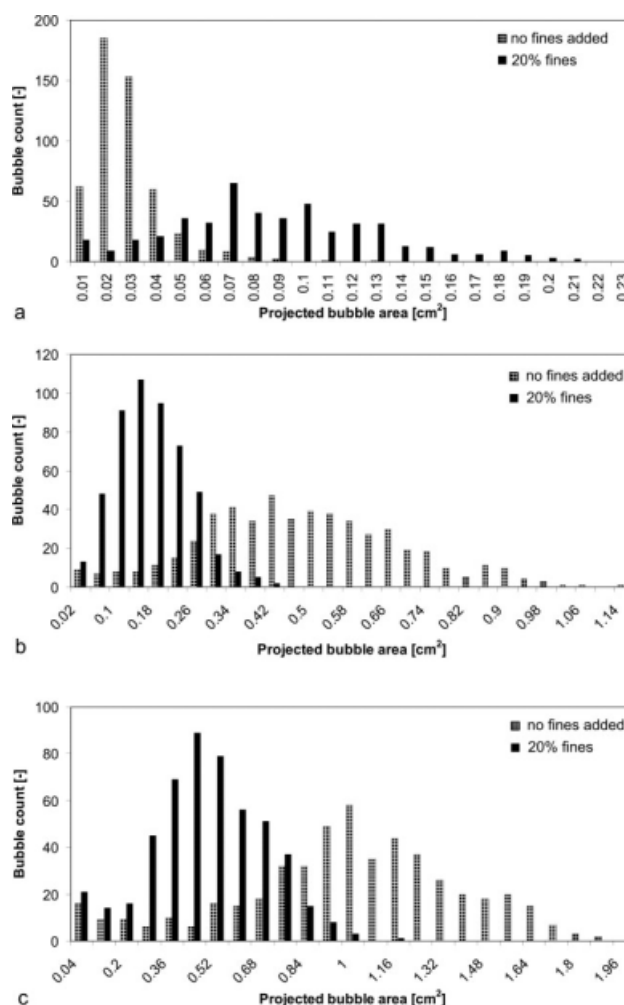 200
no fines added
20% fines
150
100
50
0
Bubble count [-]
0.01 0.02 0.03 0.04 0.05 0.06 0.07 0.08 0.09 0.1 0.11 0.12 0.13 0.14 0.15 0.16 0.17 0.18 0.19 0.2 0.21 0.22 0.23
a
Projected bubble area [cm²]
120
no fines added
20% fines
100
80
60
40
20
0
Bubble count [-]
0.02 0.1 0.18 0.26 0.34 0.42 0.5 0.58 0.66 0.74 0.82 0.9 0.98 1.06 1.14
b
Projected bubble area [cm²]
100
no fines added
20% fines
80
60
40
20
0
Bubble count [-]
0.04 0.2 0.36 0.52 0.68 0.84 1 1.16 1.32 1.48 1.64 1.8 1.96
c
Projected bubble area [cm²]